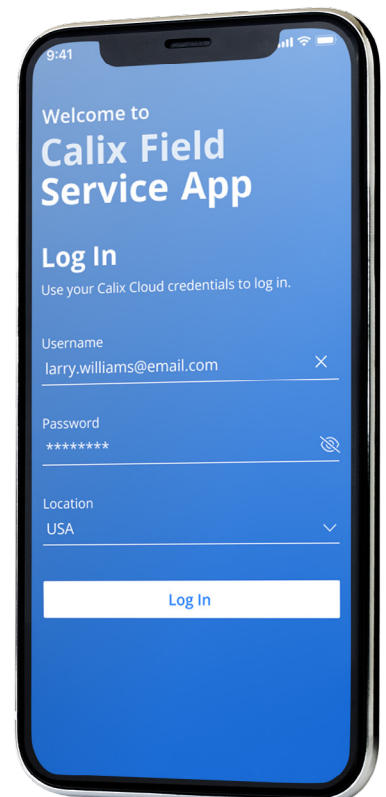 9:41
Welcome to
Calix Field
Service App
Log In
Use your Calix Cloud credentials to log in.
Username
larry.williams@email.com
Password
********
Location
USA
Log In